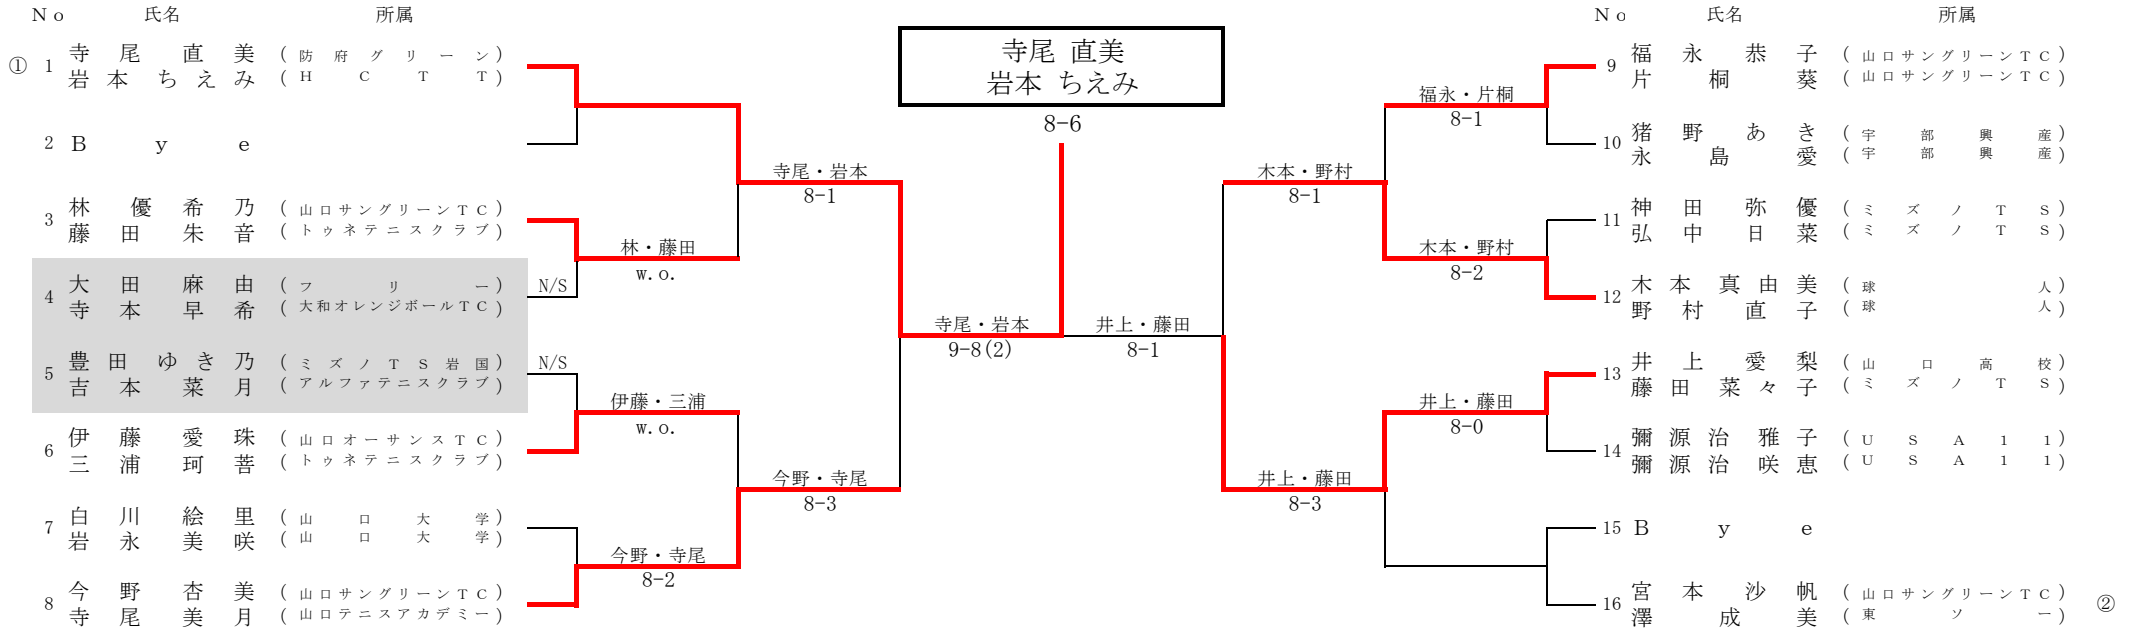 Ｎｏ 氏名 所属
① 1 寺尾直美 (防府グリーン)
岩本ちえみ (ＨＣＴＴ)
2 Ｂｙｅ
3 林優希乃 (山口サングリーンＴＣ)
藤田朱音 (トゥネテニスクラブ)
4 大田麻由 (フリー)
寺本早希 (大和オレンジボールＴＣ)
5 豊田ゆき乃 (ミズノＴＳ岩国)
吉本菜月 (アルファテニスクラブ)
6 伊藤愛珠 (山口オーサンスＴＣ)
三浦珂菩 (トゥネテニスクラブ)
7 白川絵里 (山口大学)
岩永美咲 (山口大学)
8 今野杏美 (山口サングリーンＴＣ)
寺尾美月 (山口テニスアカデミー)
N/S
N/S
林・藤田
w.o.
伊藤・三浦
w.o.
今野・寺尾
8-2
寺尾・岩本
8-1
今野・寺尾
8-3
寺尾・岩本
9-8(2)
寺尾 直美
岩本 ちえみ
8-6
井上・藤田
8-1
木本・野村
8-1
井上・藤田
8-3
福永・片桐
8-1
木本・野村
8-2
井上・藤田
8-0
Ｎｏ 氏名 所属
9 福永恭子 (山口サングリーンＴＣ)
片桐葵 (山口サングリーンＴＣ)
10 猪野あき (宇部興産)
永島愛 (宇部興産)
11 神田弥優 (ミズノＴＳ)
弘中日菜 (ミズノＴＳ)
12 木本真由美 (球人)
野村直子 (球人)
13 井上愛梨 (山口高校)
藤田菜々子 (ミズノＴＳ)
14 彌源治雅子 (ＵＳＡ１１)
彌源治咲恵 (ＵＳＡ１１)
15 Ｂｙｅ
16 宮本沙帆 (山口サングリーンＴＣ) ②
澤成美 (東ソー)